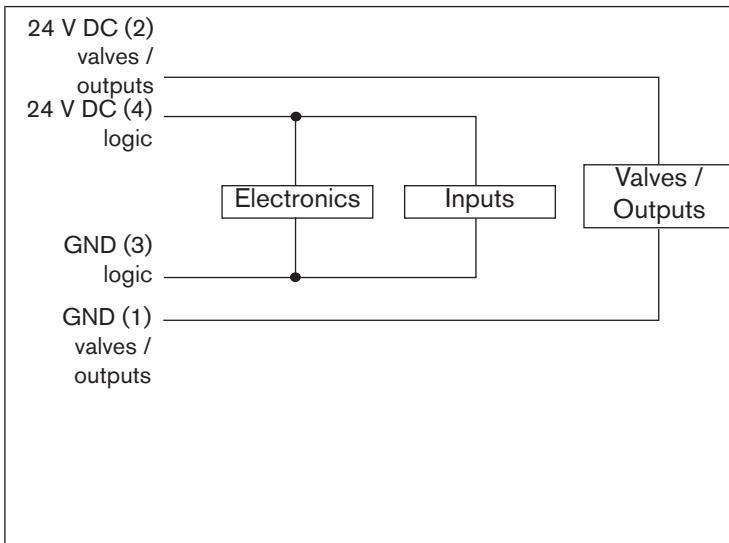 24 V DC (2)
valves /
outputs
24 V DC (4)
logic
Electronics
Inputs
Valves /
Outputs
GND (3)
logic
GND (1)
valves /
outputs